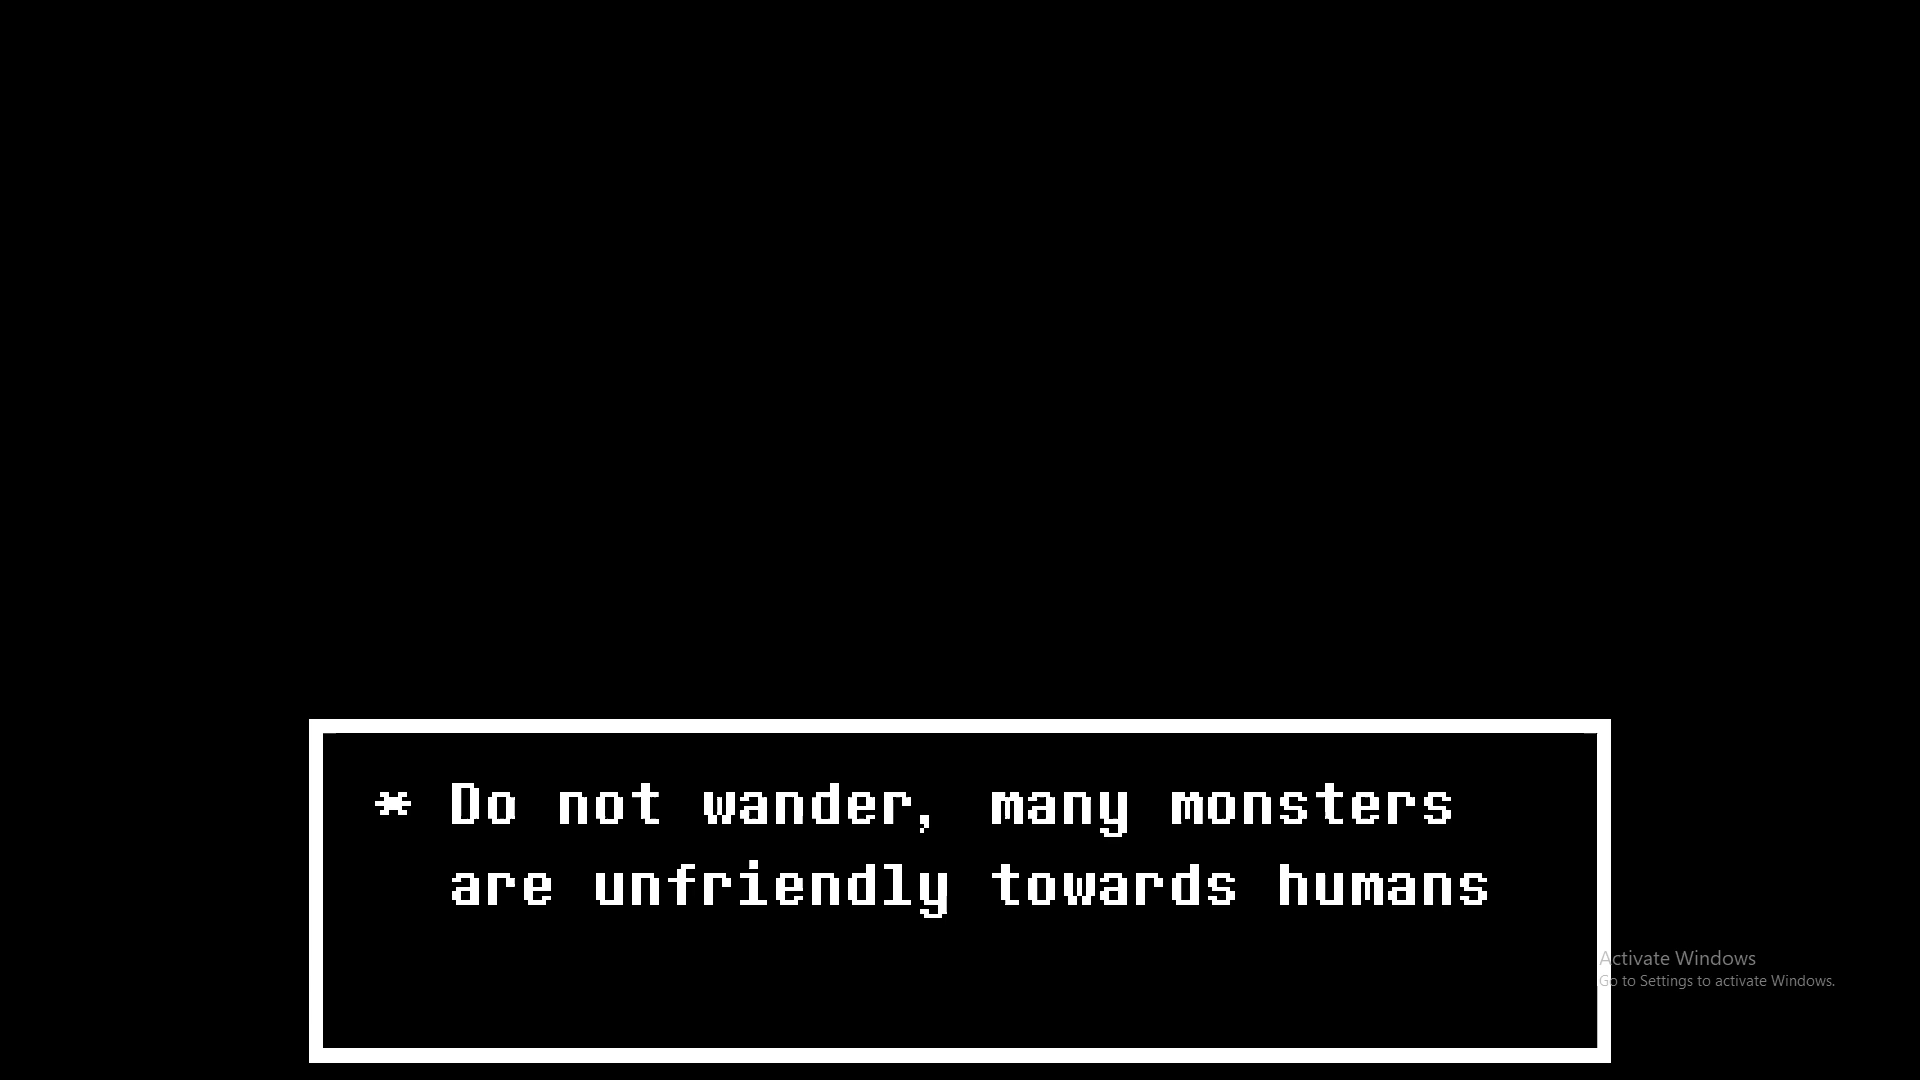 * Do not wander, many monsters
are unfriendly towards humans
Activate Windows
Go to Settings to activate Windows.